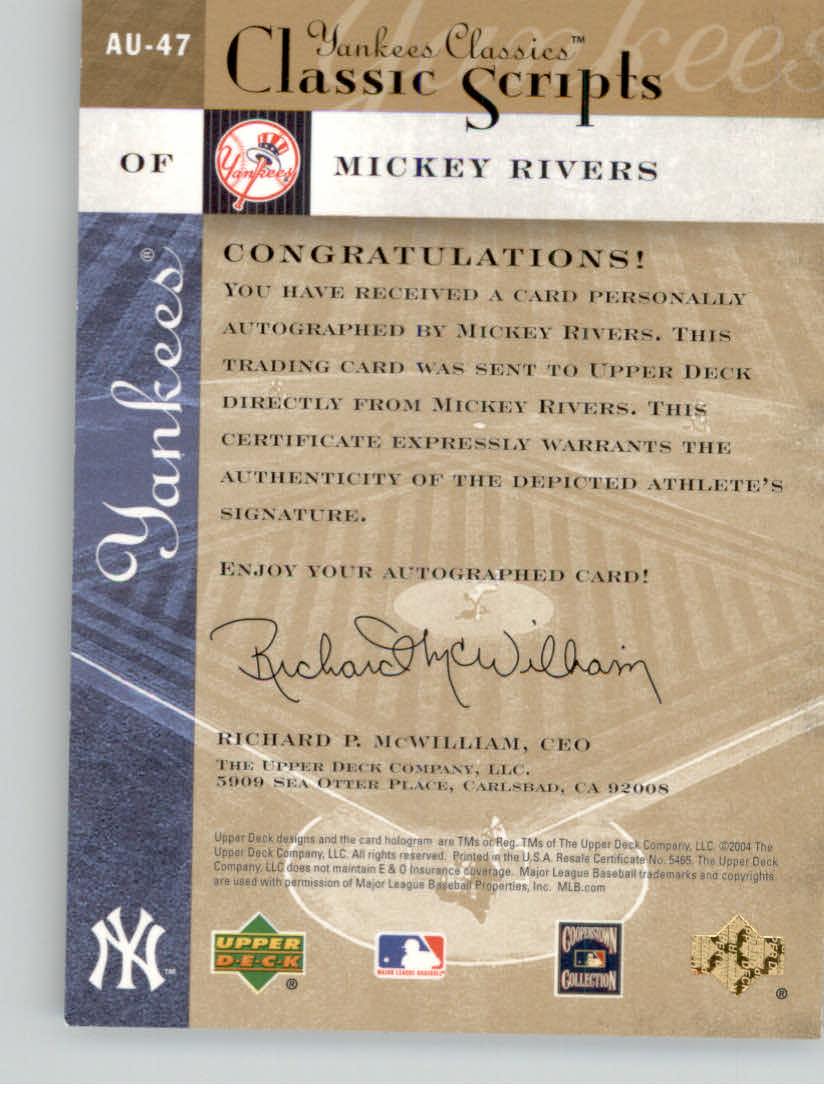 AU-47
Yankees Classics™
Classic Scripts
OF
Yankees
MICKEY RIVERS
Yankees®
CONGRATULATIONS!
YOU HAVE RECEIVED A CARD PERSONALLY
AUTOGRAPHED BY MICKEY RIVERS. THIS
TRADING CARD WAS SENT TO UPPER DECK
DIRECTLY FROM MICKEY RIVERS. THIS
CERTIFICATE EXPRESSLY WARRANTS THE
AUTHENTICITY OF THE DEPICTED ATHLETE'S
SIGNATURE.
ENJOY YOUR AUTOGRAPHED CARD!
Richard McWilliam
RICHARD P. MCWILLIAM, CEO
THE UPPER DECK COMPANY, LLC.
5909 SEA OTTER PLACE, CARLSBAD, CA 92008
Upper Deck designs and the card hologram are TMs or Reg. TMs of The Upper Deck Company, LLC. ©2004 The
Upper Deck Company, LLC. All rights reserved. Printed in the U.S.A. Resale Certificate No. 5465. The Upper Deck
Company, LLC does not maintain E & O Insurance coverage. Major League Baseball trademarks and copyrights
are used with permission of Major League Baseball Properties, Inc. MLB.com
NY™
UPPER
D·E·C·K
®
MAJOR LEAGUE BASEBALL
COOPERSTOWN
COLLECTION
®